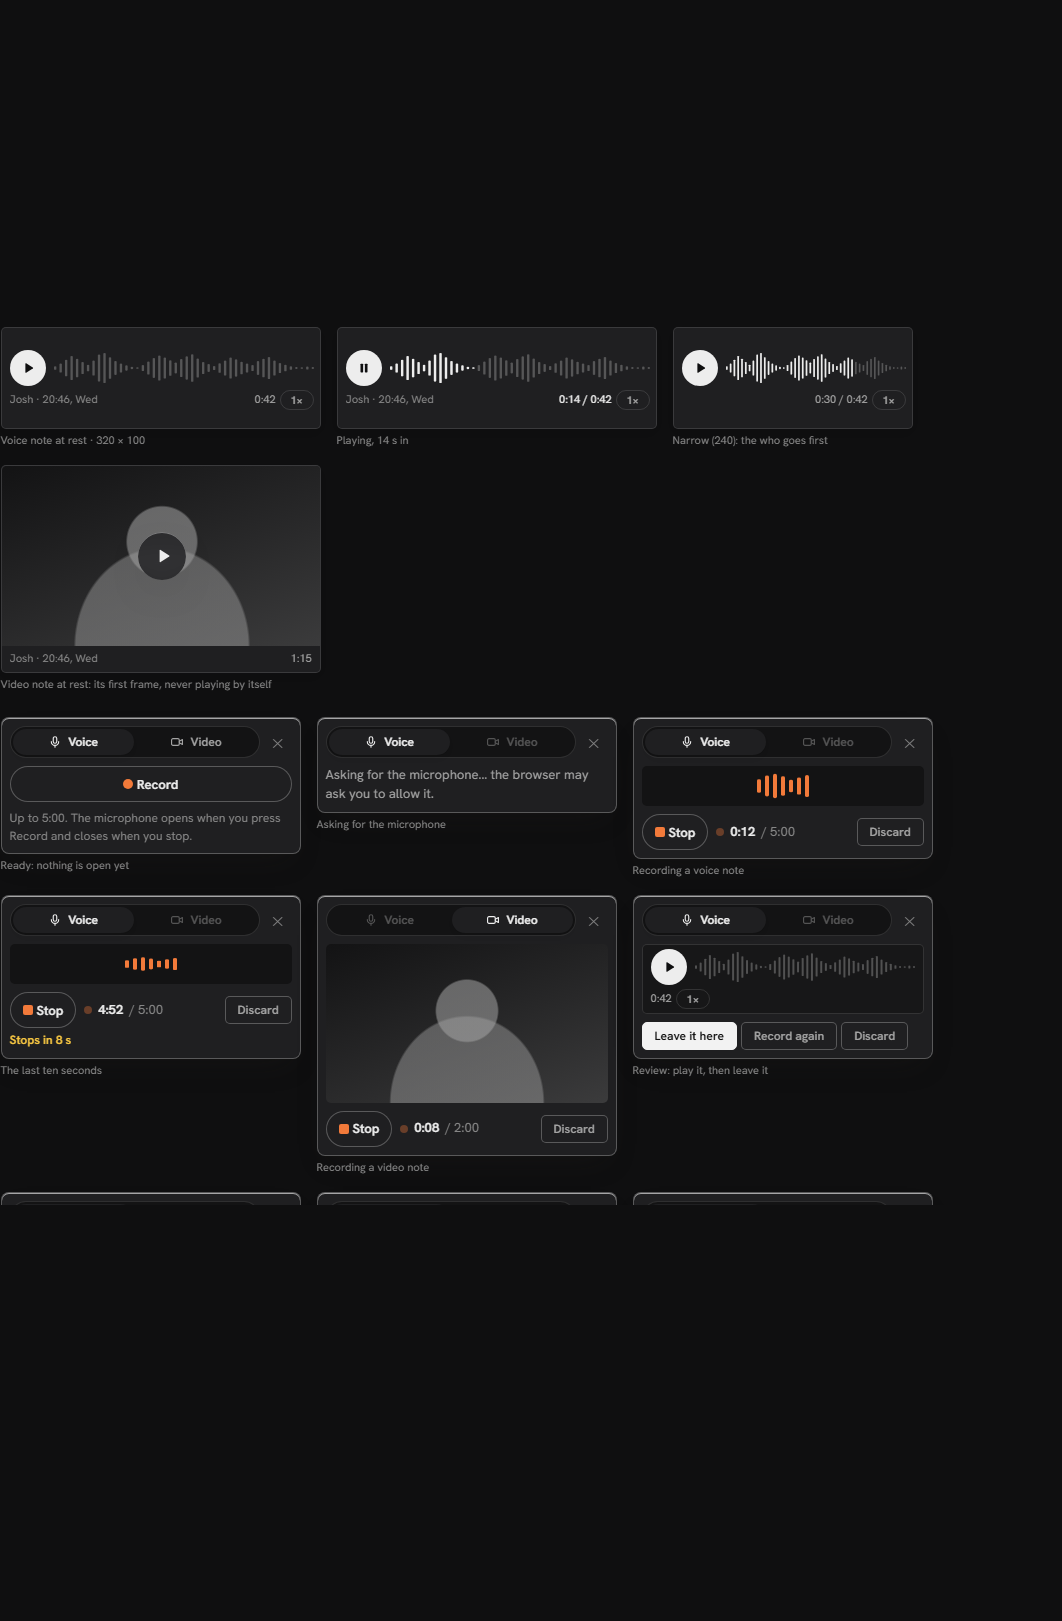 Josh · 20:46, Wed
0:42
1×
Voice note at rest · 320 × 100
Josh · 20:46, Wed
0:14 / 0:42
1×
Playing, 14 s in
0:30 / 0:42
1×
Narrow (240): the who goes first
Josh · 20:46, Wed
1:15
Video note at rest: its first frame, never playing by itself
Voice
Video
Record
Up to 5:00. The microphone opens when you press
Record and closes when you stop.
Ready: nothing is open yet
Voice
Video
Asking for the microphone… the browser may
ask you to allow it.
Asking for the microphone
Voice
Video
Stop
0:12 / 5:00
Discard
Recording a voice note
Voice
Video
Stop
4:52 / 5:00
Discard
Stops in 8 s
The last ten seconds
Voice
Video
Stop
0:08 / 2:00
Discard
Recording a video note
Voice
Video
0:42
1×
Leave it here
Record again
Discard
Review: play it, then leave it